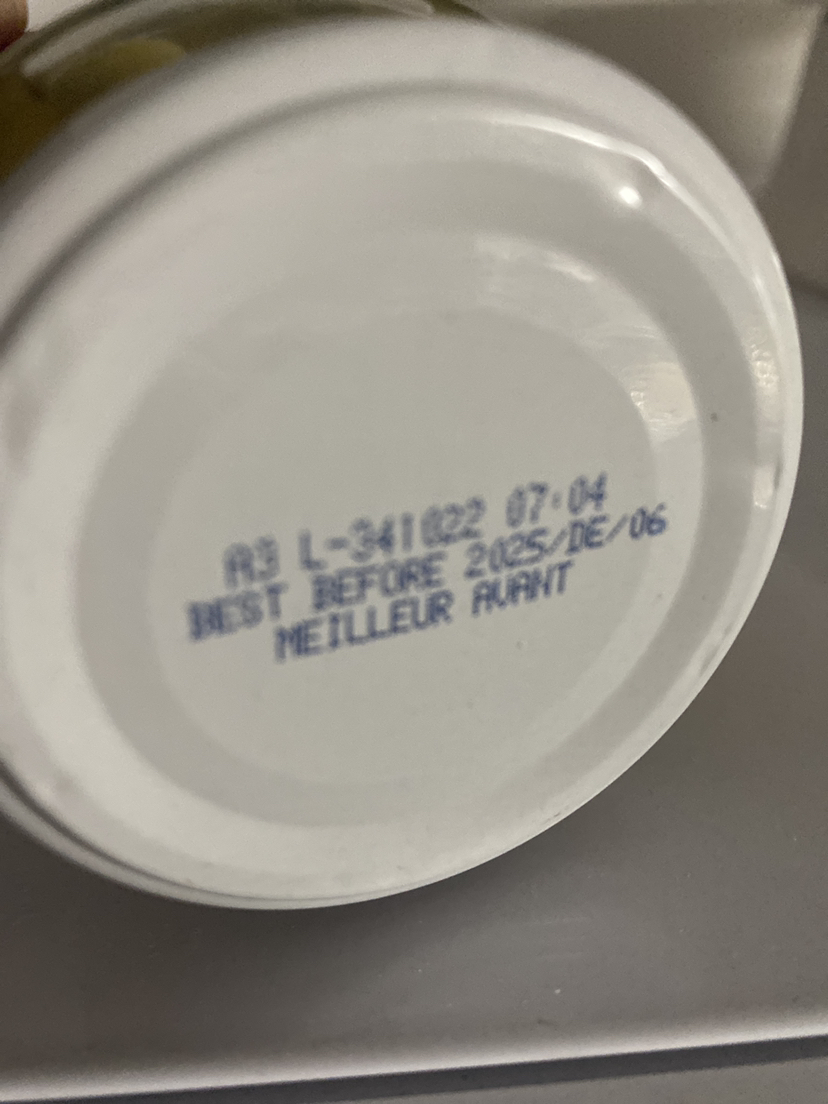 A3 L-341022 07:04
BEST BEFORE 2025/DE/06
MEILLEUR AVANT